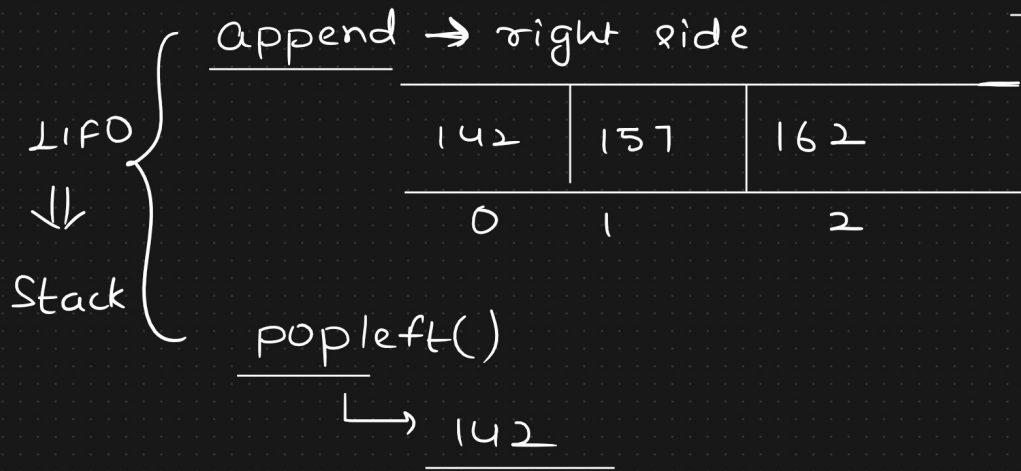 append → right side
LIFO
142 157 162
0 1 2
⇓
Stack
popleft()
↳ 142